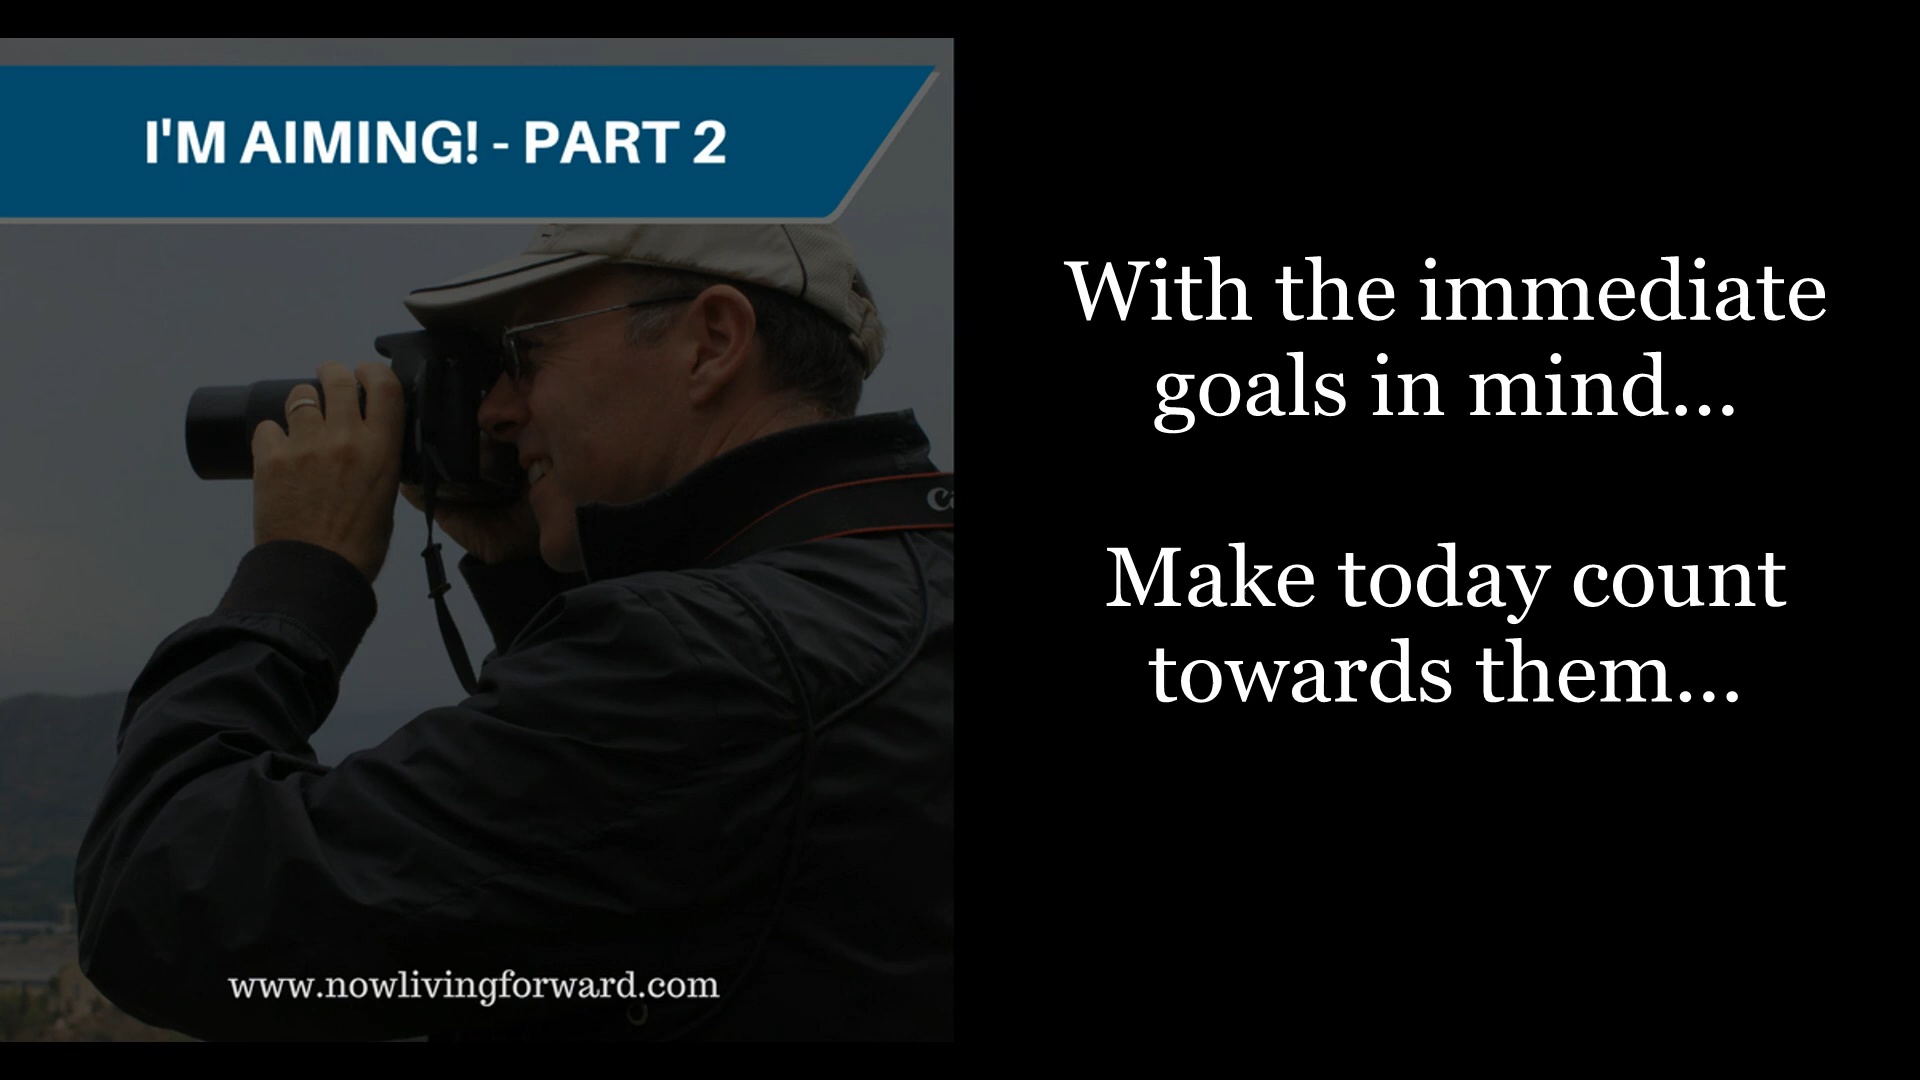 I'M AIMING! - PART 2
www.nowlivingforward.com
With the immediate
goals in mind...
Make today count
towards them...